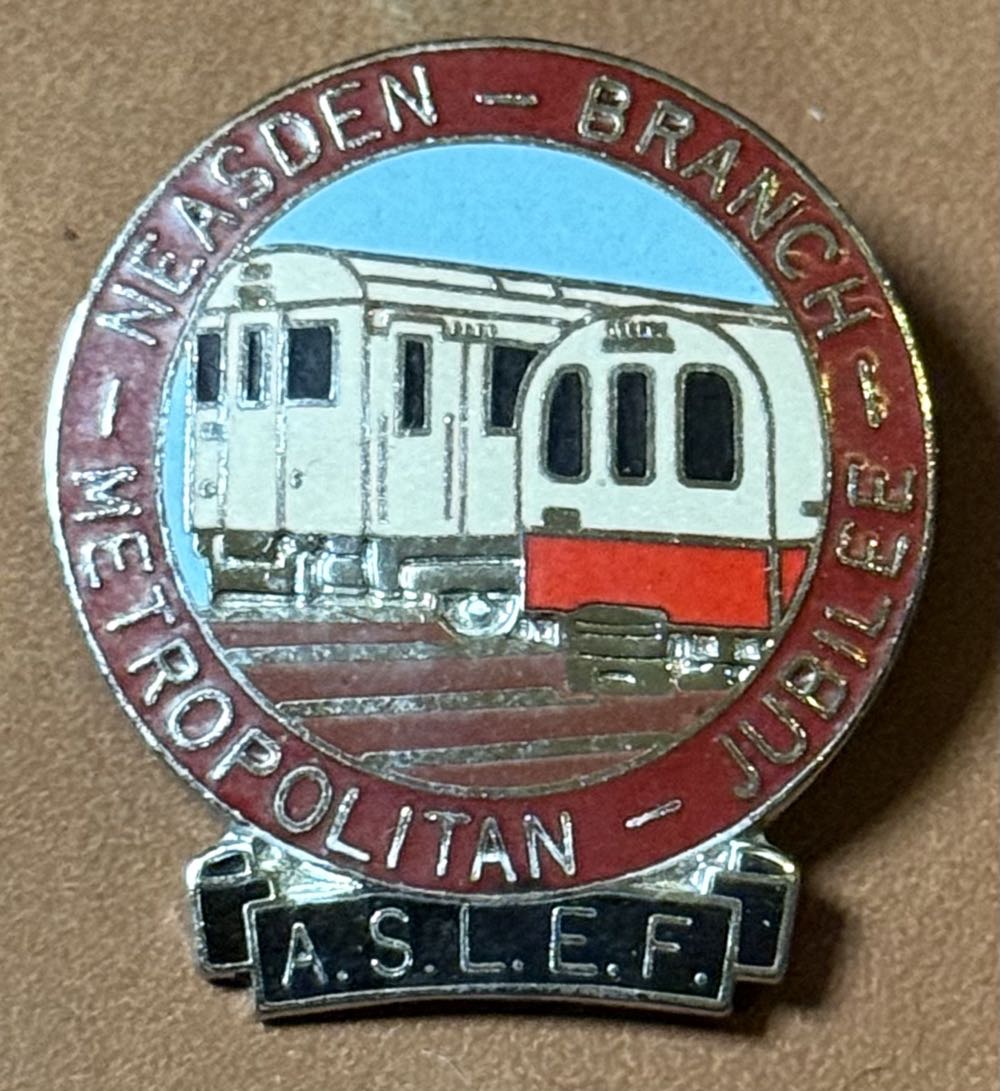 NEASDEN – BRANCH –
METROPOLITAN – JUBILEE –
A.S.L.E.F.